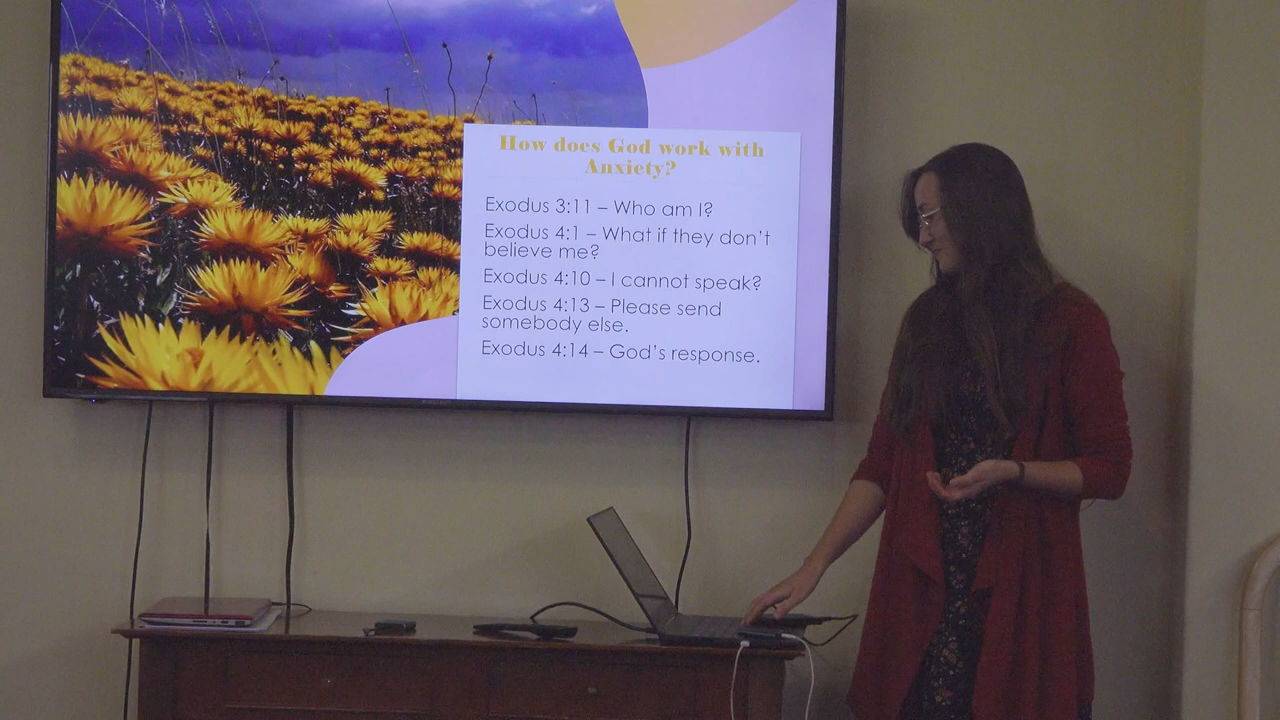 How does God work with
Anxiety?
Exodus 3:11 – Who am I?
Exodus 4:1 – What if they don't
believe me?
Exodus 4:10 – I cannot speak?
Exodus 4:13 – Please send
somebody else.
Exodus 4:14 – God's response.